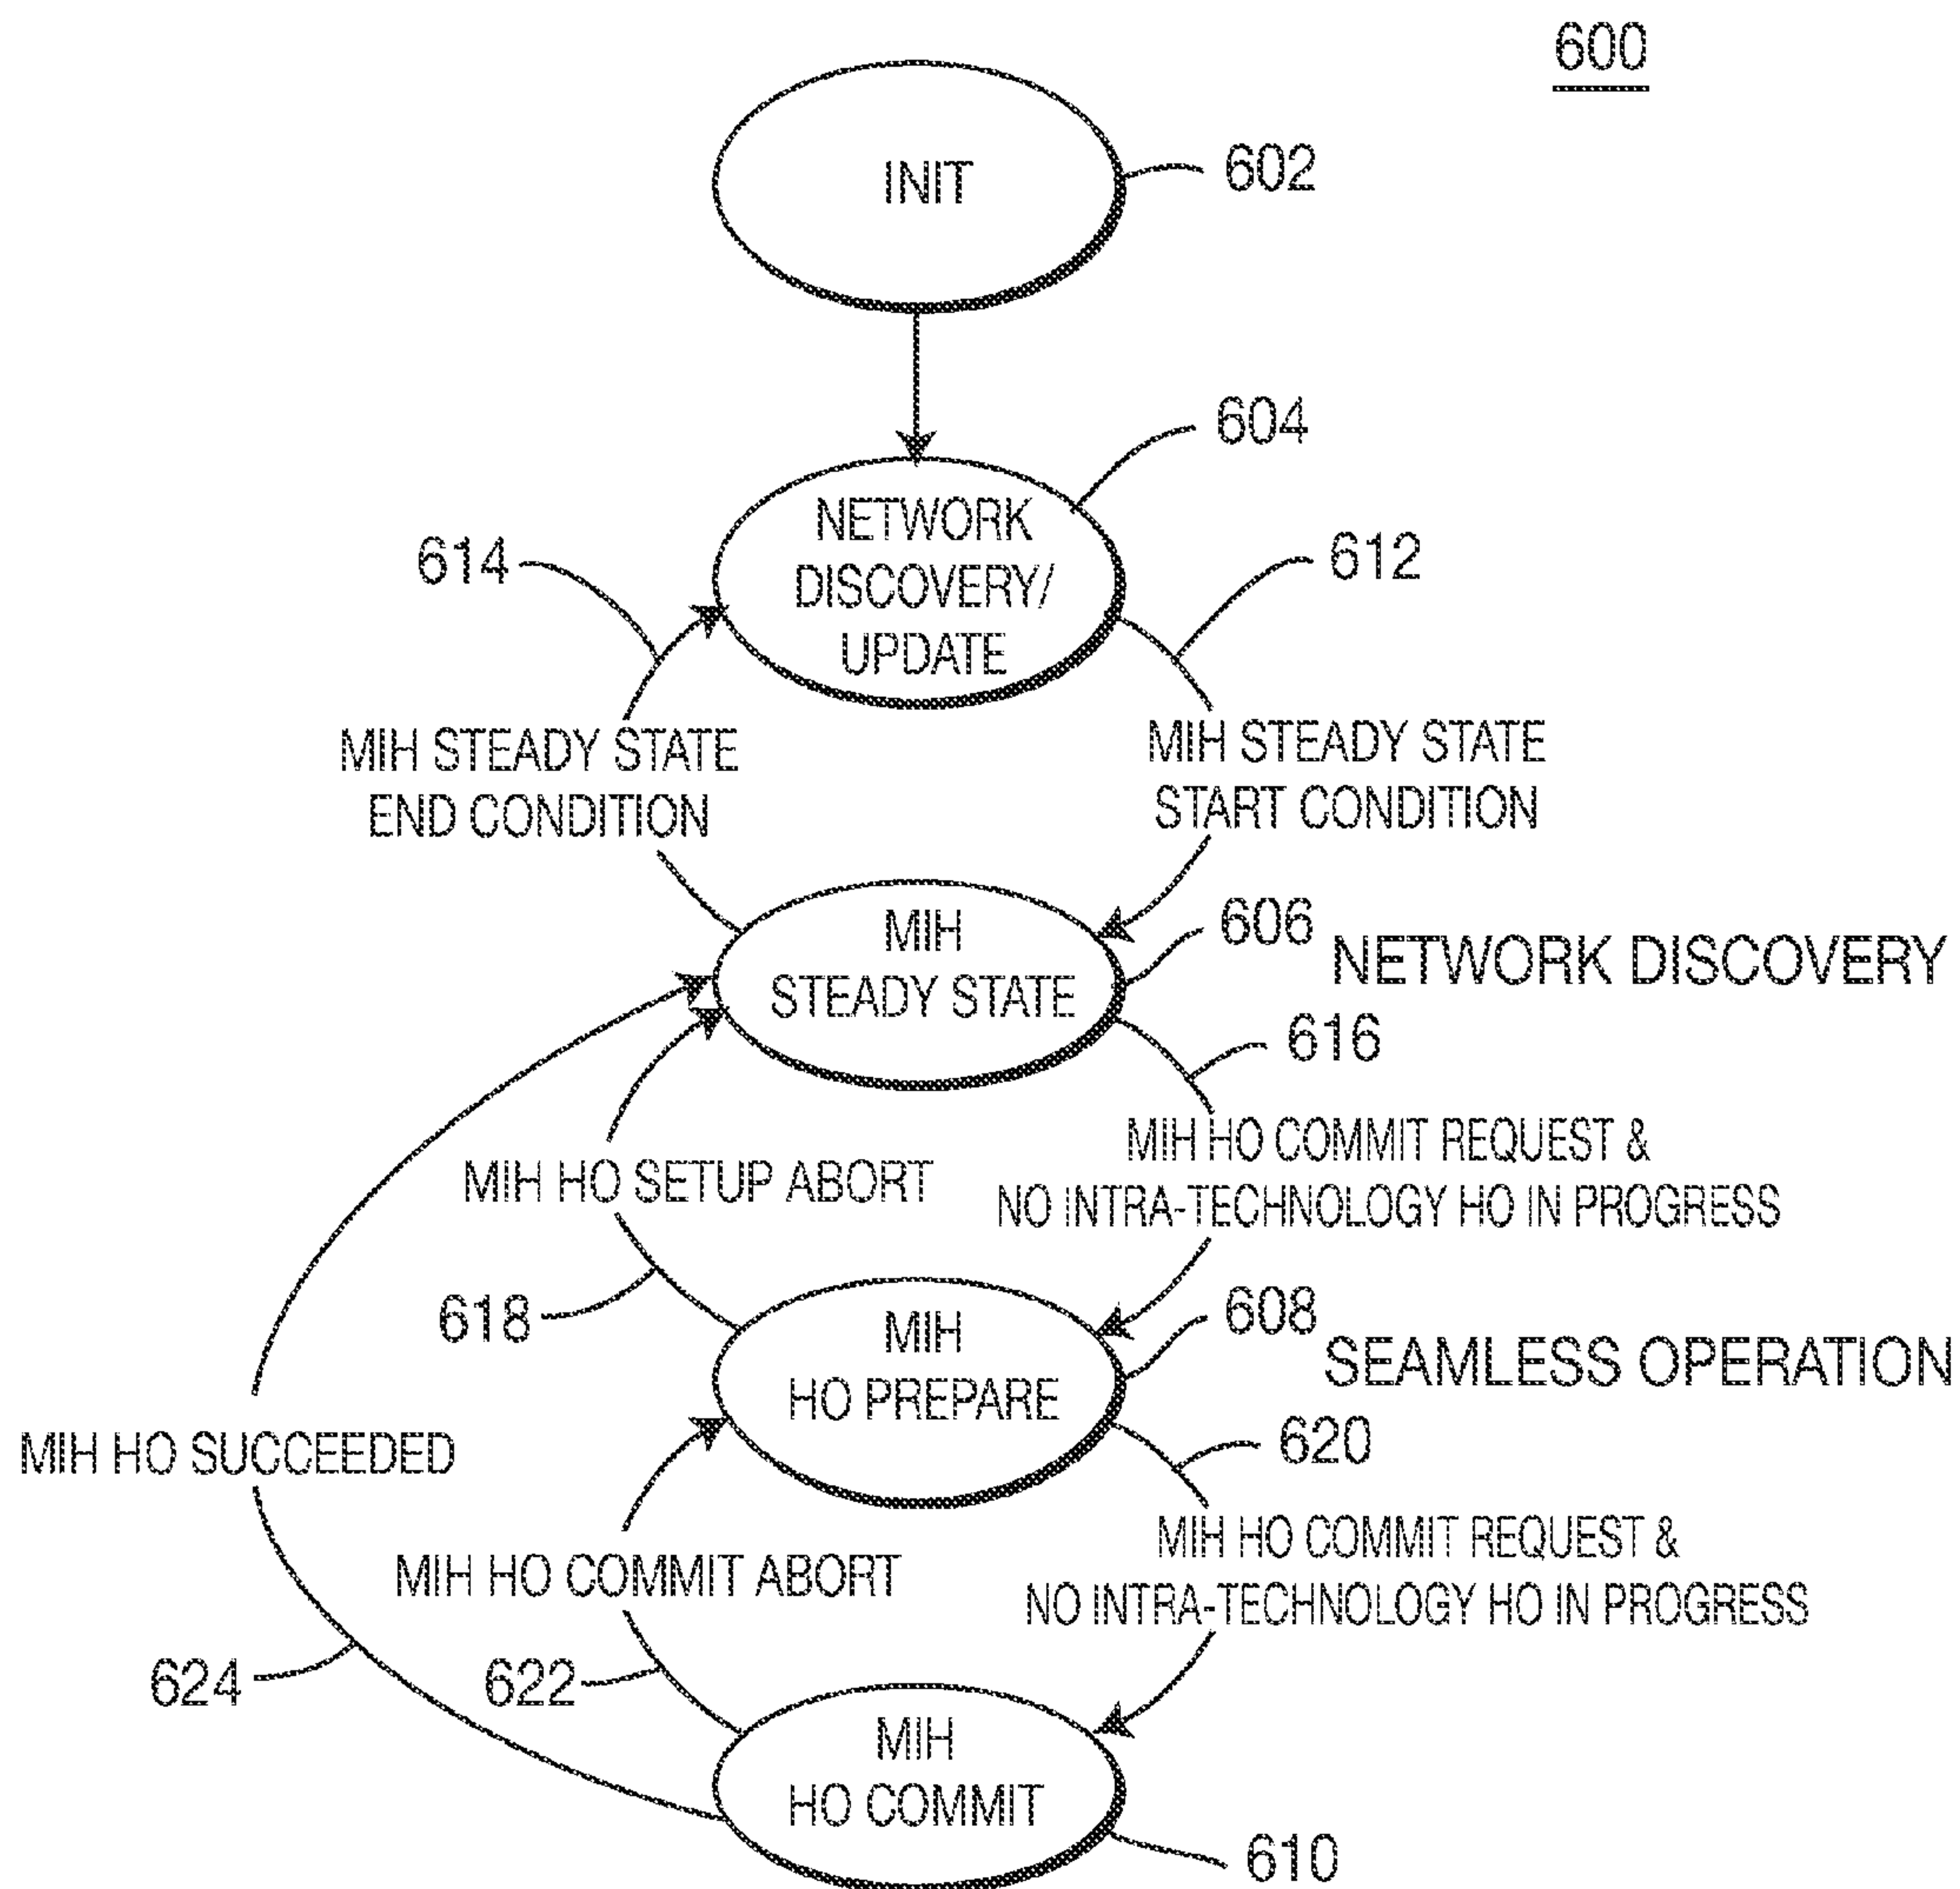 600
INIT
602
604
NETWORK
DISCOVERY/
UPDATE
614
612
MIH STEADY STATE
END CONDITION
MIH STEADY STATE
START CONDITION
MIH
STEADY STATE
606
NETWORK DISCOVERY
616
MIH HO SETUP ABORT
MIH HO COMMIT REQUEST &
NO INTRA-TECHNOLOGY HO IN PROGRESS
618
MIH
HO PREPARE
608
SEAMLESS OPERATION
620
MIH HO SUCCEEDED
MIH HO COMMIT ABORT
MIH HO COMMIT REQUEST &
NO INTRA-TECHNOLOGY HO IN PROGRESS
624
622
MIH
HO COMMIT
610